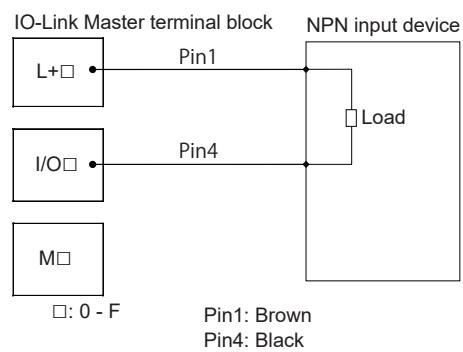 IO-Link Master terminal block
NPN input device
L+□
Pin1
Load
I/O□
Pin4
M□
□: 0 - F
Pin1: Brown
Pin4: Black